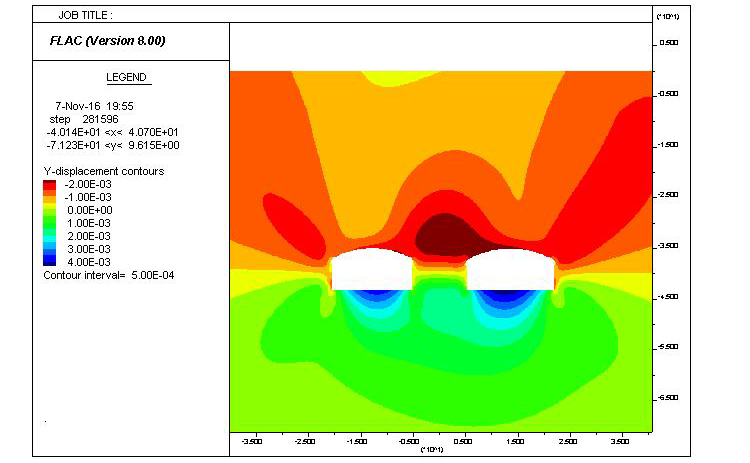 JOB TITLE :
FLAC (Version 8.00)
LEGEND
7-Nov-16 19:55
step 281596
-4.014E+01 <x< 4.070E+01
-7.123E+01 <y< 9.615E+00
Y-displacement contours
-2.00E-03
-1.00E-03
0.00E+00
1.00E-03
2.00E-03
3.00E-03
4.00E-03
Contour interval= 5.00E-04
(*10^1)
0.500
-0.500
-1.500
-2.500
-3.500
-4.500
-5.500
-6.500
-3.500 -2.500 -1.500 -0.500 0.500 1.500 2.500 3.500
(*10^1)